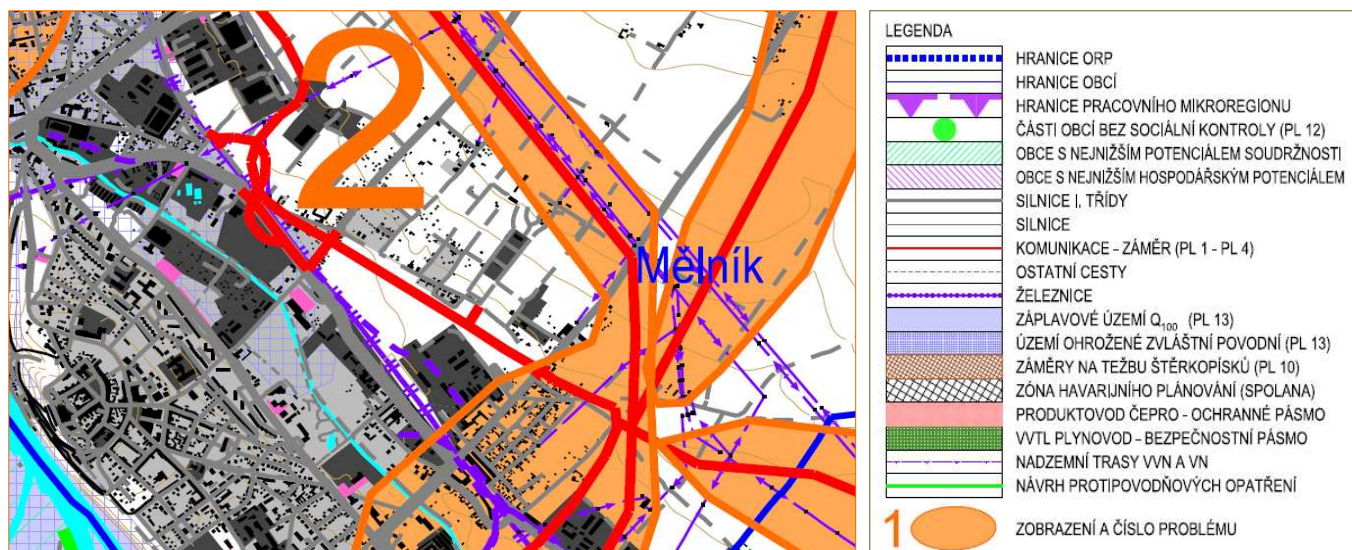 2
Mělník
LEGENDA
HRANICE ORP
HRANICE OBCÍ
HRANICE PRACOVNÍHO MIKROREGIONU
ČÁSTI OBCÍ BEZ SOCIÁLNÍ KONTROLY (PL 12)
OBCE S NEJNIŽŠÍM POTENCIÁLEM SOUDRŽNOSTI
OBCE S NEJNIŽŠÍM HOSPODÁŘSKÝM POTENCIÁLEM
SILNICE I, TŘÍDY
SILNICE
KOMUNIKACE - ZÁMĚR (PL 1 - PL 4)
OSTATNÍ CESTY
ŽELEZNICE
ZÁPLAVOVÉ ÚZEMÍ Q100 (PL 13)
ÚZEMÍ OHROŽENÉ ZVLÁŠTNÍ POVODNÍ (PL 13)
ZÁMĚRY NA TEŽBU ŠTĚRKOPÍSKŮ (PL 10)
ZÓNA HAVARIJNÍHO PLÁNOVÁNÍ (SPOLANA)
PRODUKTOVOD ČEPRO - OCHRANNÉ PÁSMO
VVTL PLYNOVOD - BEZPEČNOSTNÍ PÁSMO
NADZEMNÍ TRASY VVN A VN
NÁVRH PROTIPOVODŇOVÝCH OPATŘENÍ
1 ZOBRAZENÍ A ČÍSLO PROBLÉMU